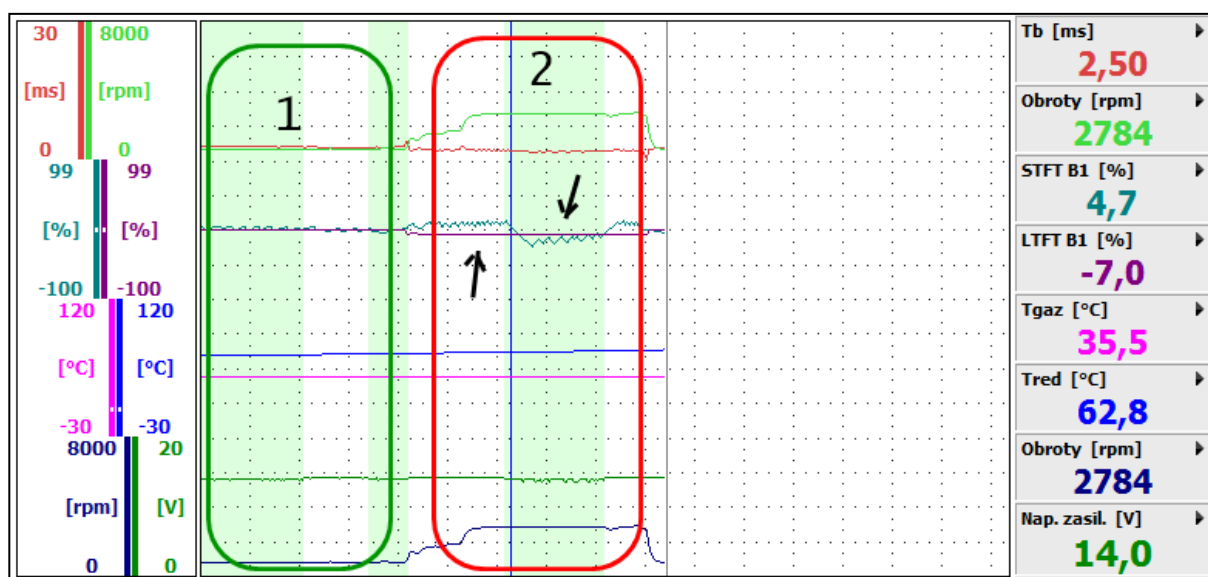 30 8000
[ms] [rpm]
0 0
99 99
[%] [%]
-100 -100
120 120
[°C] [°C]
-30 -30
8000 20
[rpm] [V]
0 0
1
2
Tb [ms]
2,50
Obroty [rpm]
2784
STFT B1 [%]
4,7
LTFT B1 [%]
-7,0
Tgaz [°C]
35,5
Tred [°C]
62,8
Obroty [rpm]
2784
Nap. zasil. [V]
14,0